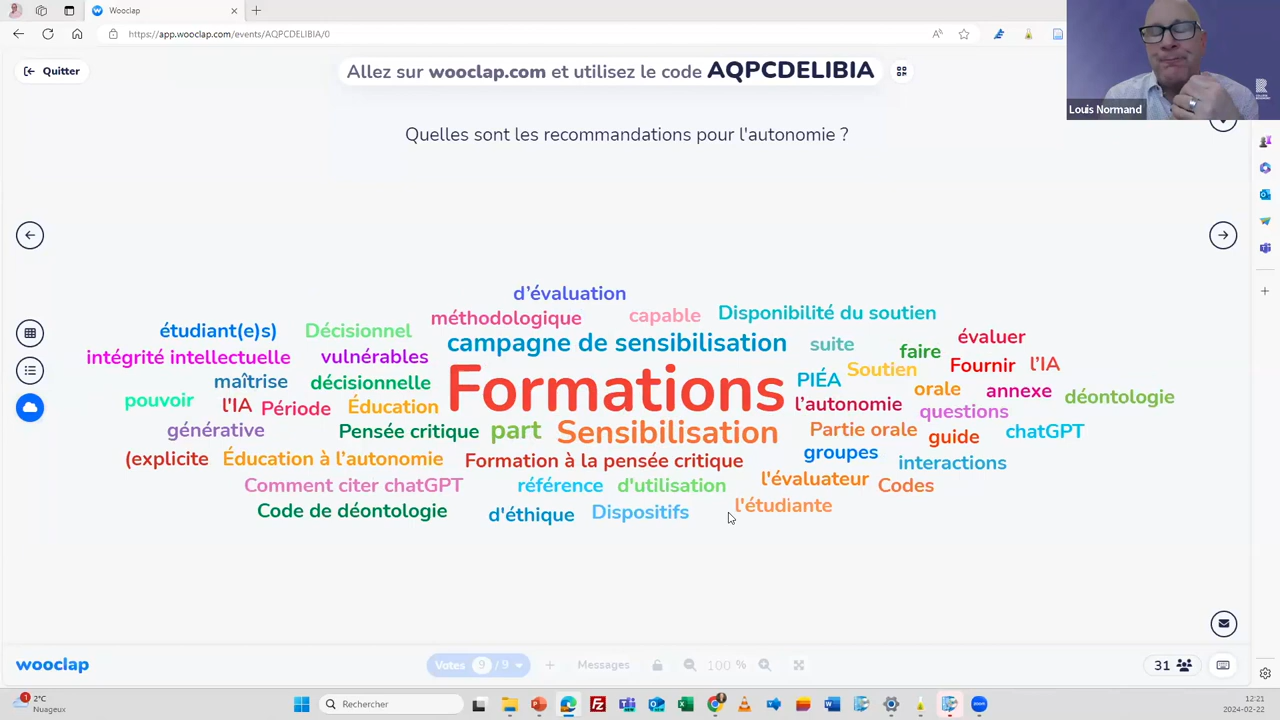 Wooclap
https://app.wooclap.com/events/AQPCDELIBIA/0
Louis Normand
Quitter
Allez sur wooclap.com et utilisez le code AQPCDELIBIA
Quelles sont les recommandations pour l'autonomie ?
d’évaluation
méthodologique capable Disponibilité du soutien
étudiant(e)s) Décisionnel campagne de sensibilisation suite évaluer
intégrité intellectuelle vulnérables faire Fournir l’IA
maîtrise décisionnelle Formations PIÉA Soutien
pouvoir l'IA Période Éducation l’autonomie orale annexe déontologie
générative Pensée critique part Sensibilisation Partie orale questions guide chatGPT
(explicite Éducation à l’autonomie Formation à la pensée critique groupes interactions
Comment citer chatGPT référence d'utilisation l'évaluateur Codes
Code de déontologie d'éthique Dispositifs l'étudiante
wooclap
Votes 9 / 9
Messages
100 %
31
1
2°C
Nuageux
Rechercher
12:21
2024-02-22